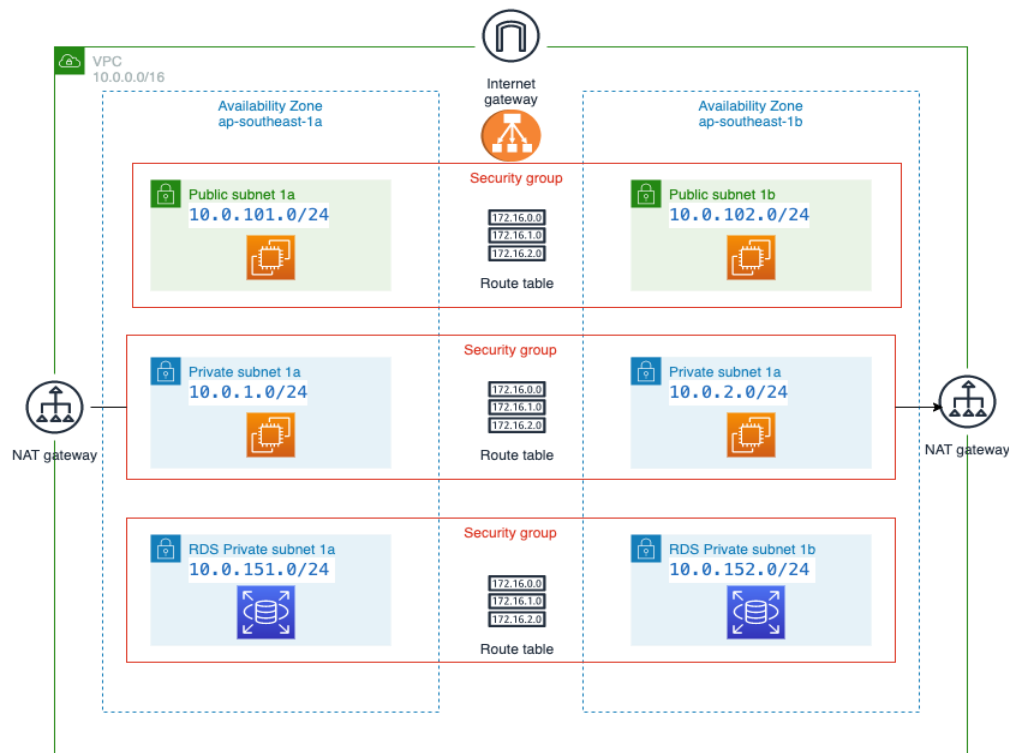 VPC
10.0.0.0/16
Internet
gateway
Availability Zone
ap-southeast-1a
Availability Zone
ap-southeast-1b
Security group
Public subnet 1a
10.0.101.0/24
172.16.0.0
172.16.1.0
172.16.2.0
Route table
Public subnet 1b
10.0.102.0/24
Security group
Private subnet 1a
10.0.1.0/24
172.16.0.0
172.16.1.0
172.16.2.0
Route table
Private subnet 1a
10.0.2.0/24
NAT gateway
NAT gateway
Security group
RDS Private subnet 1a
10.0.151.0/24
172.16.0.0
172.16.1.0
172.16.2.0
Route table
RDS Private subnet 1b
10.0.152.0/24